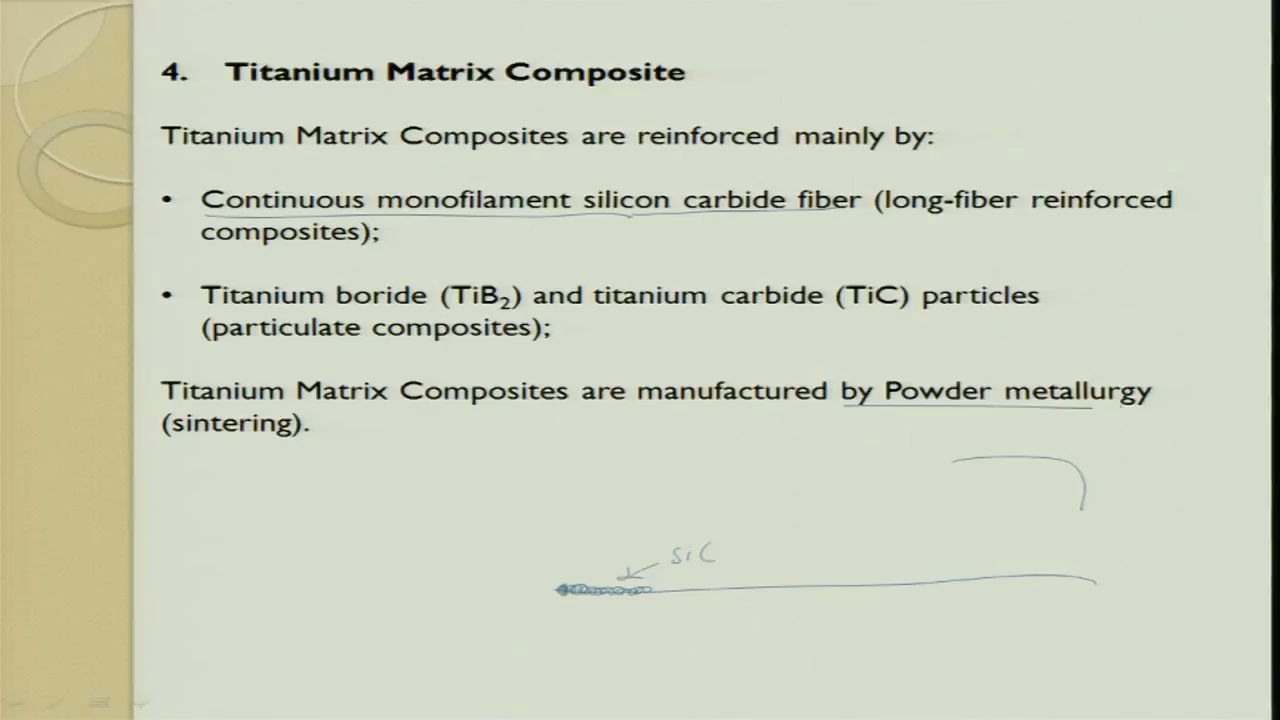 4. Titanium Matrix Composite
Titanium Matrix Composites are reinforced mainly by:
• Continuous monofilament silicon carbide fiber (long-fiber reinforced
composites);
• Titanium boride (TiB₂) and titanium carbide (TiC) particles
(particulate composites);
Titanium Matrix Composites are manufactured by Powder metallurgy
(sintering).
SiC